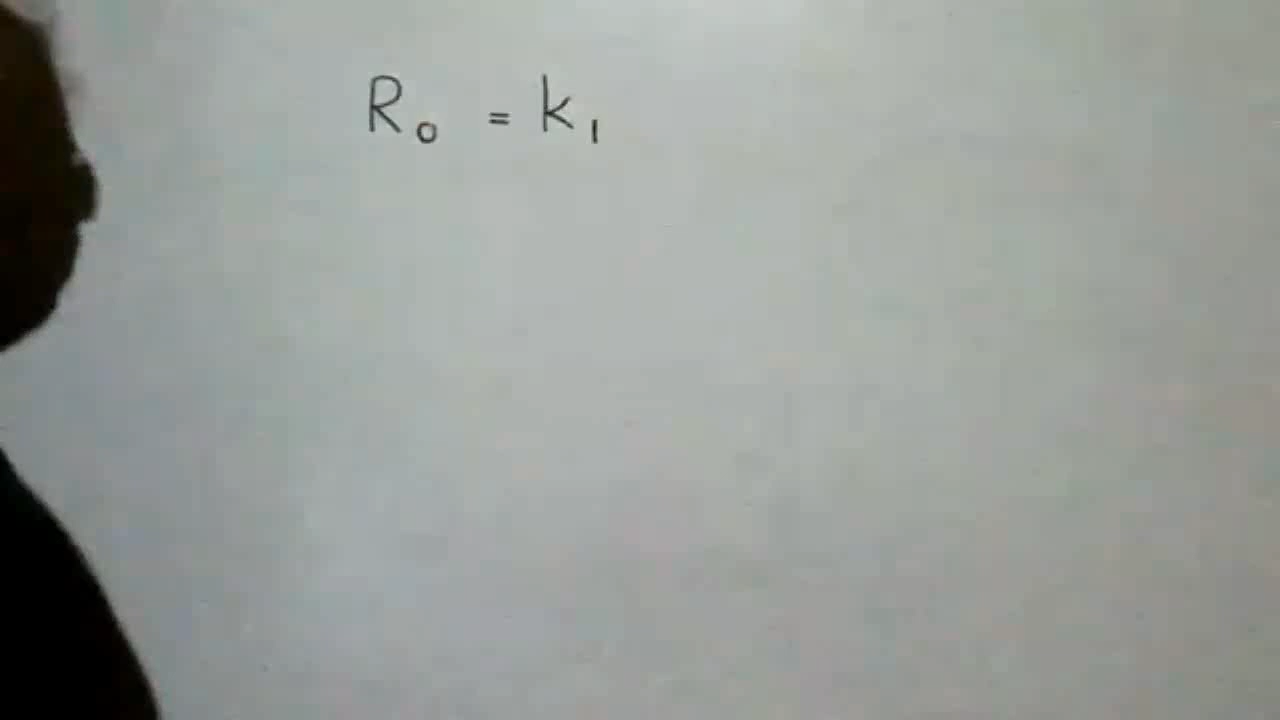 R₀ = k₁